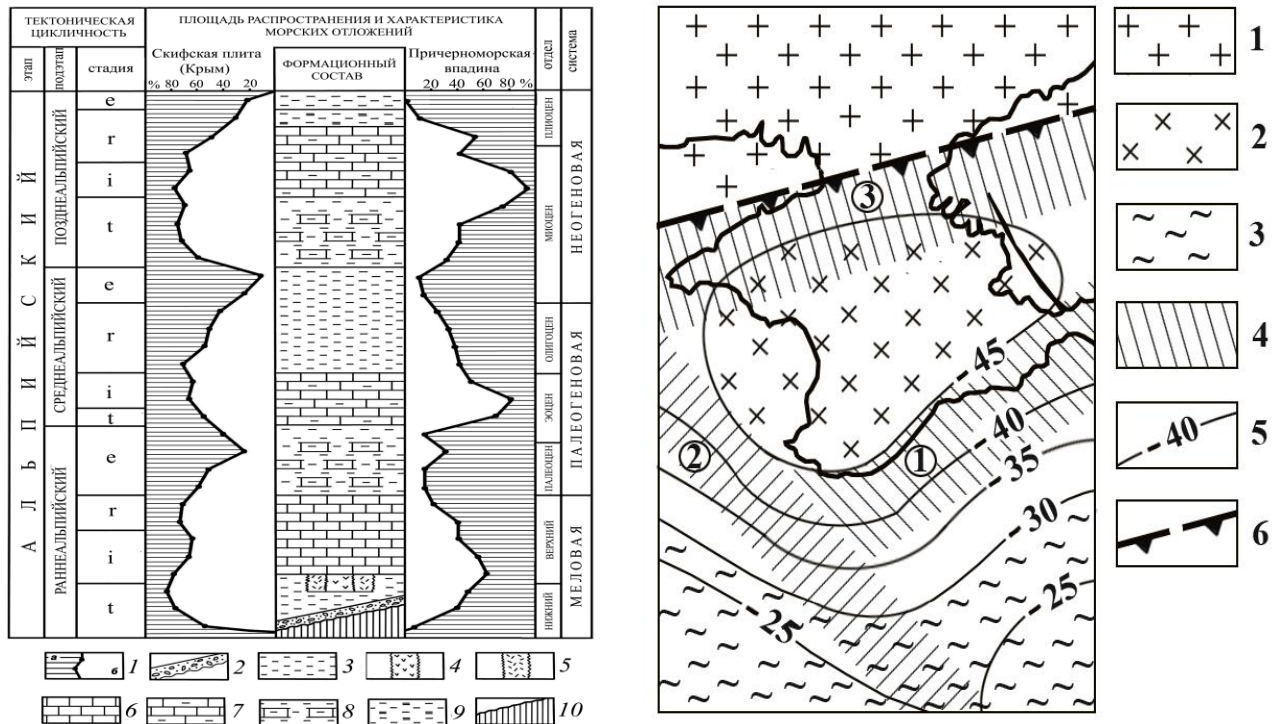 ТЕКТОНИЧЕСКАЯ
ЦИКЛИЧНОСТЬ
ПЛОЩАДЬ РАСПРОСТРАНЕНИЯ И ХАРАКТЕРИСТИКА
МОРСКИХ ОТЛОЖЕНИЙ
отдел
система
этап
подэтап
стадия
Скифская плита
(Крым)
% 80 60 40 20
ФОРМАЦИОННЫЙ
СОСТАВ
Причерноморская
впадина
20 40 60 80 %
АЛЬПИЙСКИЙ
ПОЗДНЕАЛЬПИЙСКИЙ
e
r
i
t
СРЕДНЕАЛЬПИЙСКИЙ
e
r
i
t
РАННЕАЛЬПИЙСКИЙ
e
r
i
t
ПЛИОЦЕН
МИОЦЕН
ОЛИГОЦЕН
ЭОЦЕН
ПАЛЕОЦЕН
ВЕРХНИЙ
НИЖНИЙ
НЕОГЕНОВАЯ
ПАЛЕОГЕНОВАЯ
МЕЛОВАЯ
а б 1
2
3
4
5
6
7
8
9
10
3
2
1
-45
-40
-35
-30
-25
-25
1
2
3
4
-40 5
6